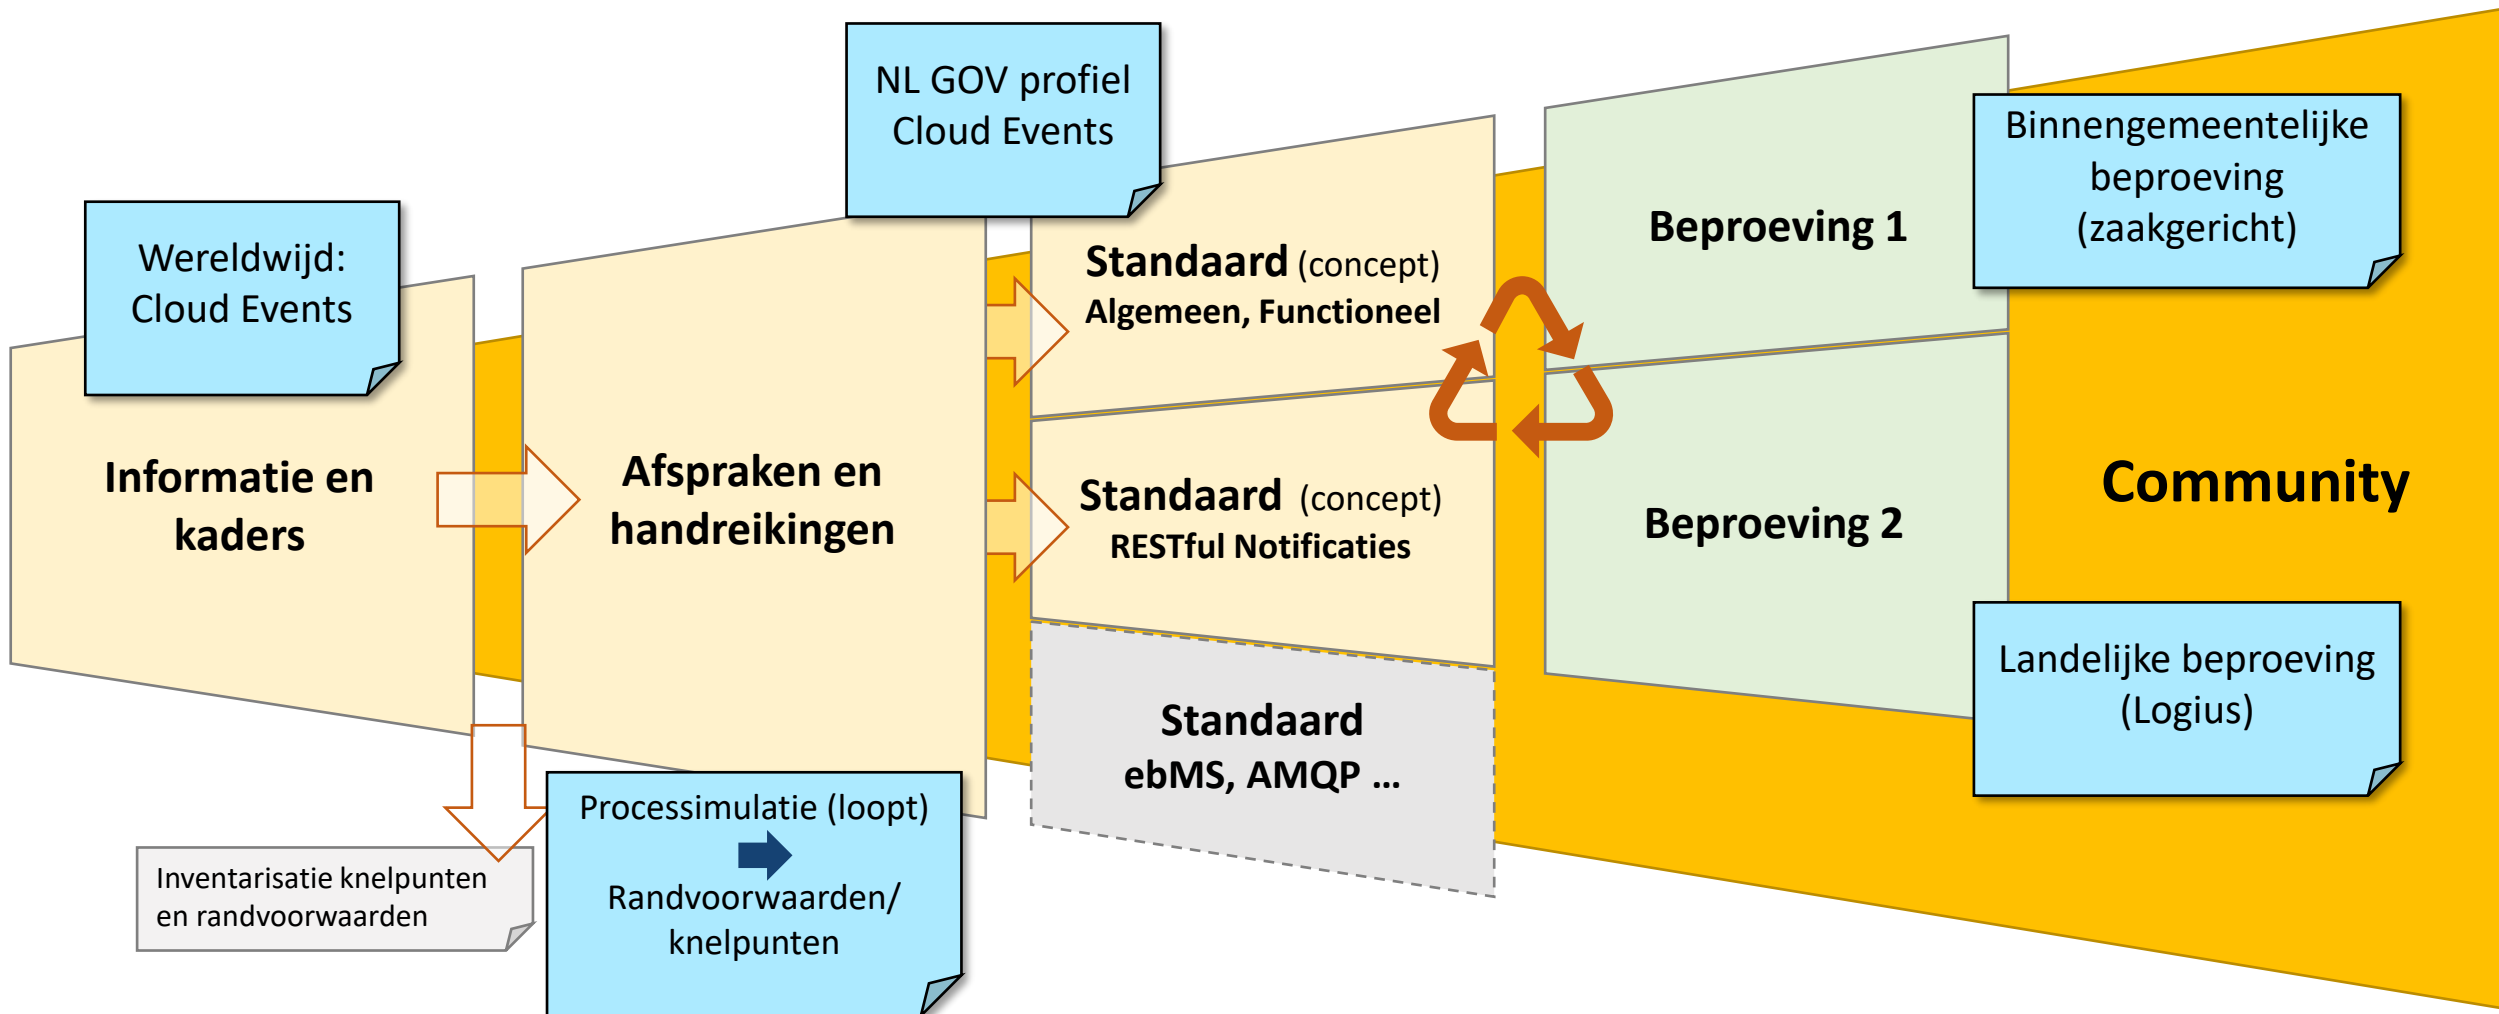 Wereldwijd:
Cloud Events
Informatie en
kaders
Inventarisatie knelpunten
en randvoorwaarden
NL GOV profiel
Cloud Events
Afspraken en
handreikingen
Processimulatie (loopt)
Randvoorwaarden/
knelpunten
Standaard (concept)
Algemeen, Functioneel
Standaard (concept)
RESTful Notificaties
Standaard
ebMS, AMQP ...
Beproeving 1
Beproeving 2
Binnengemeentelijke
beproeving
(zaakgericht)
Community
Landelijke beproeving
(Logius)